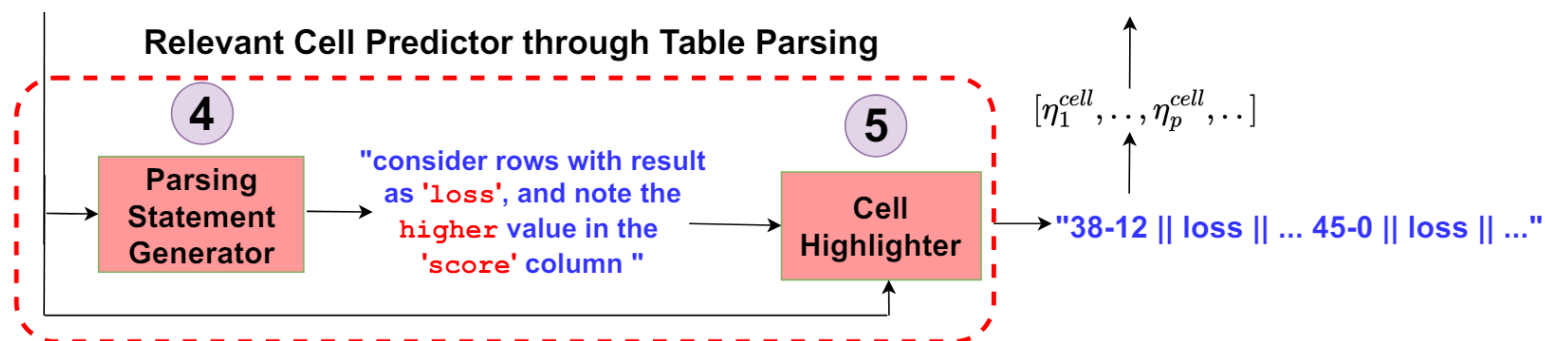 Relevant Cell Predictor through Table Parsing
4
5
Parsing
Statement
Generator
"consider rows with result
as 'loss', and note the
higher value in the
'score' column "
Cell
Highlighter
[η_1^{cell}, . . , η_p^{cell}, . . ]
"38-12 || loss || ... 45-0 || loss || ..."